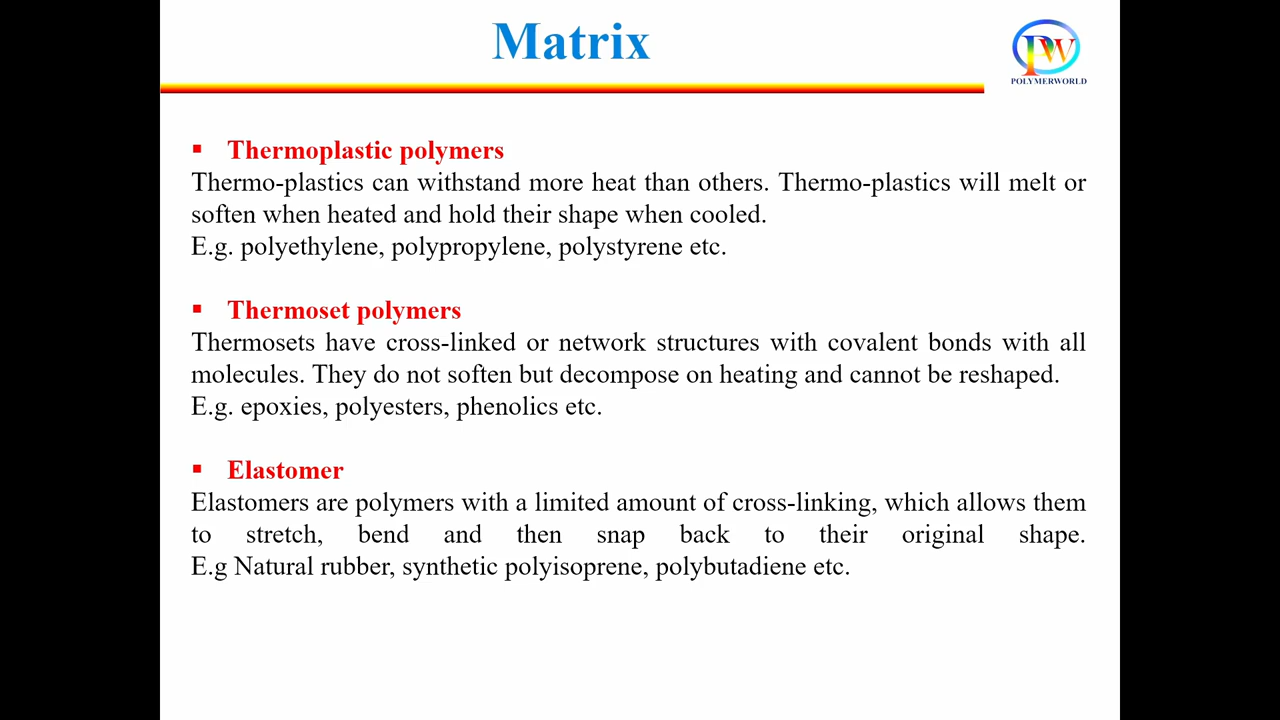 Matrix
PW
POLYMERWORLD
▪ Thermoplastic polymers
Thermo-plastics can withstand more heat than others. Thermo-plastics will melt or
soften when heated and hold their shape when cooled.
E.g. polyethylene, polypropylene, polystyrene etc.
▪ Thermoset polymers
Thermosets have cross-linked or network structures with covalent bonds with all
molecules. They do not soften but decompose on heating and cannot be reshaped.
E.g. epoxies, polyesters, phenolics etc.
▪ Elastomer
Elastomers are polymers with a limited amount of cross-linking, which allows them
to stretch, bend and then snap back to their original shape.
E.g Natural rubber, synthetic polyisoprene, polybutadiene etc.